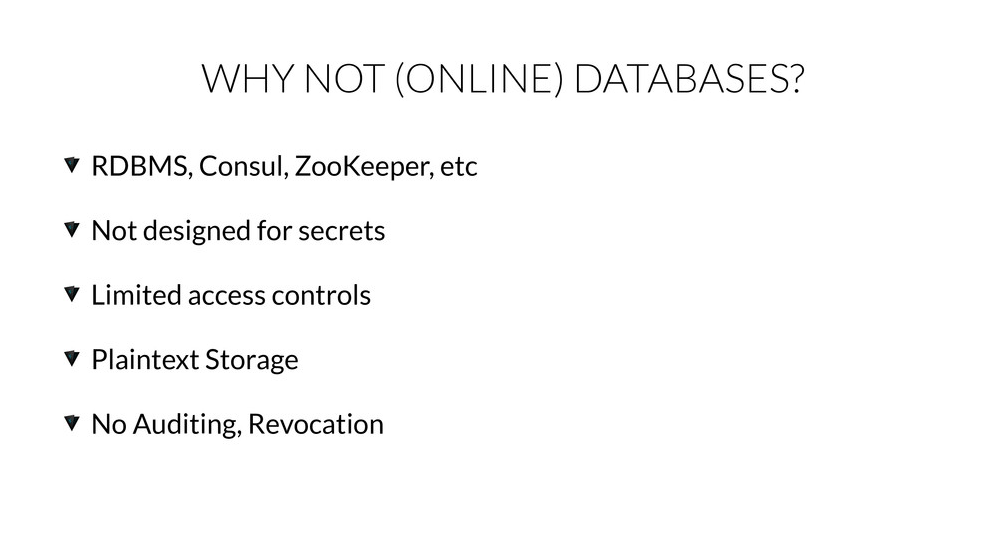 WHY NOT (ONLINE) DATABASES?
RDBMS, Consul, ZooKeeper, etc
Not designed for secrets
Limited access controls
Plaintext Storage
No Auditing, Revocation